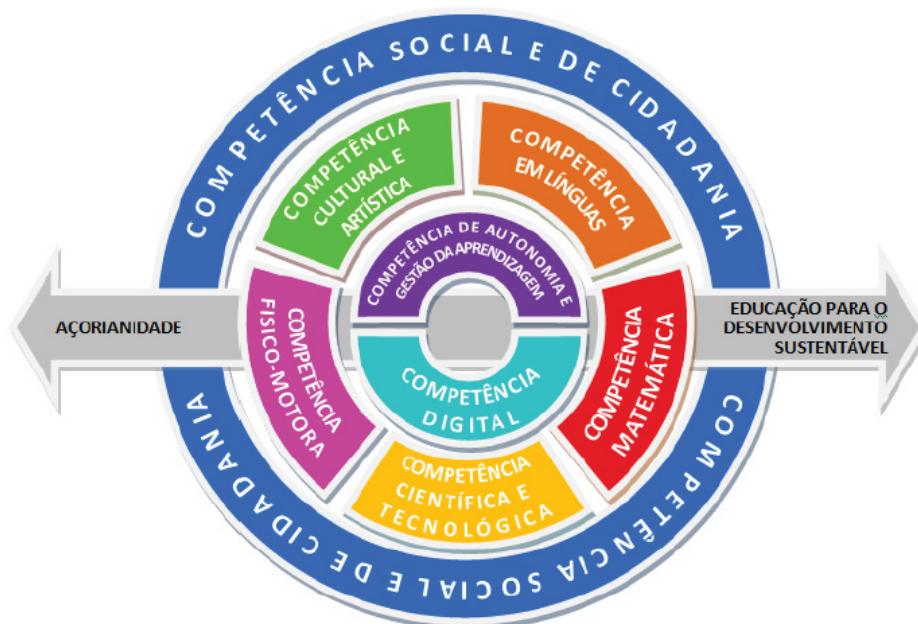 COMPETÊNCIA SOCIAL E DE CIDADANIA
COMPETÊNCIA
CULTURAL E
ARTÍSTICA
COMPETÊNCIA
EM LÍNGUAS
COMPETÊNCIA DE AUTONOMIA E
GESTÃO DA APRENDIZAGEM
AÇORIANIDADE
COMPETÊNCIA
FISICO-MOTORA
COMPETÊNCIA
MATEMÁTICA
EDUCAÇÃO PARA O
DESENVOLVIMENTO
SUSTENTÁVEL
COMPETÊNCIA
DIGITAL
COMPETÊNCIA
CIENTÍFICA E
TECNOLÓGICA
COMPETÊNCIA SOCIAL E DE CIDADANIA